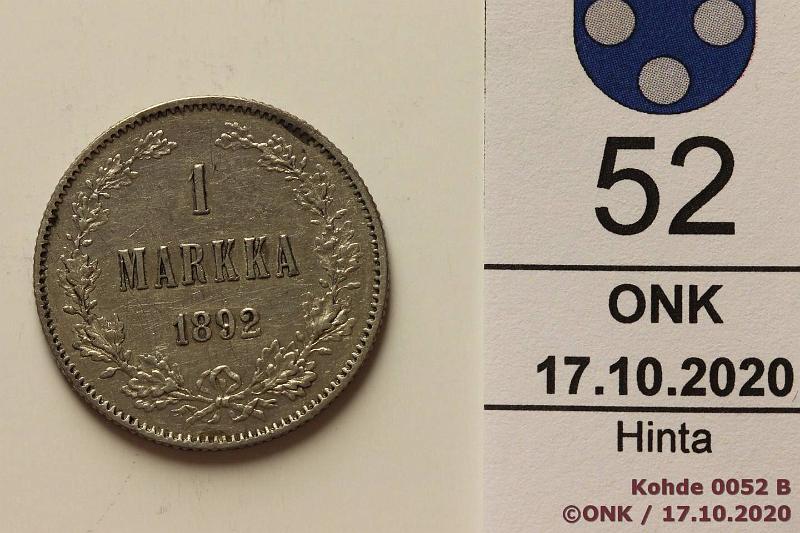 1
MARKKA
1892
52
ONK
17.10.2020
Hinta
Kohde 0052 B
©ONK / 17.10.2020